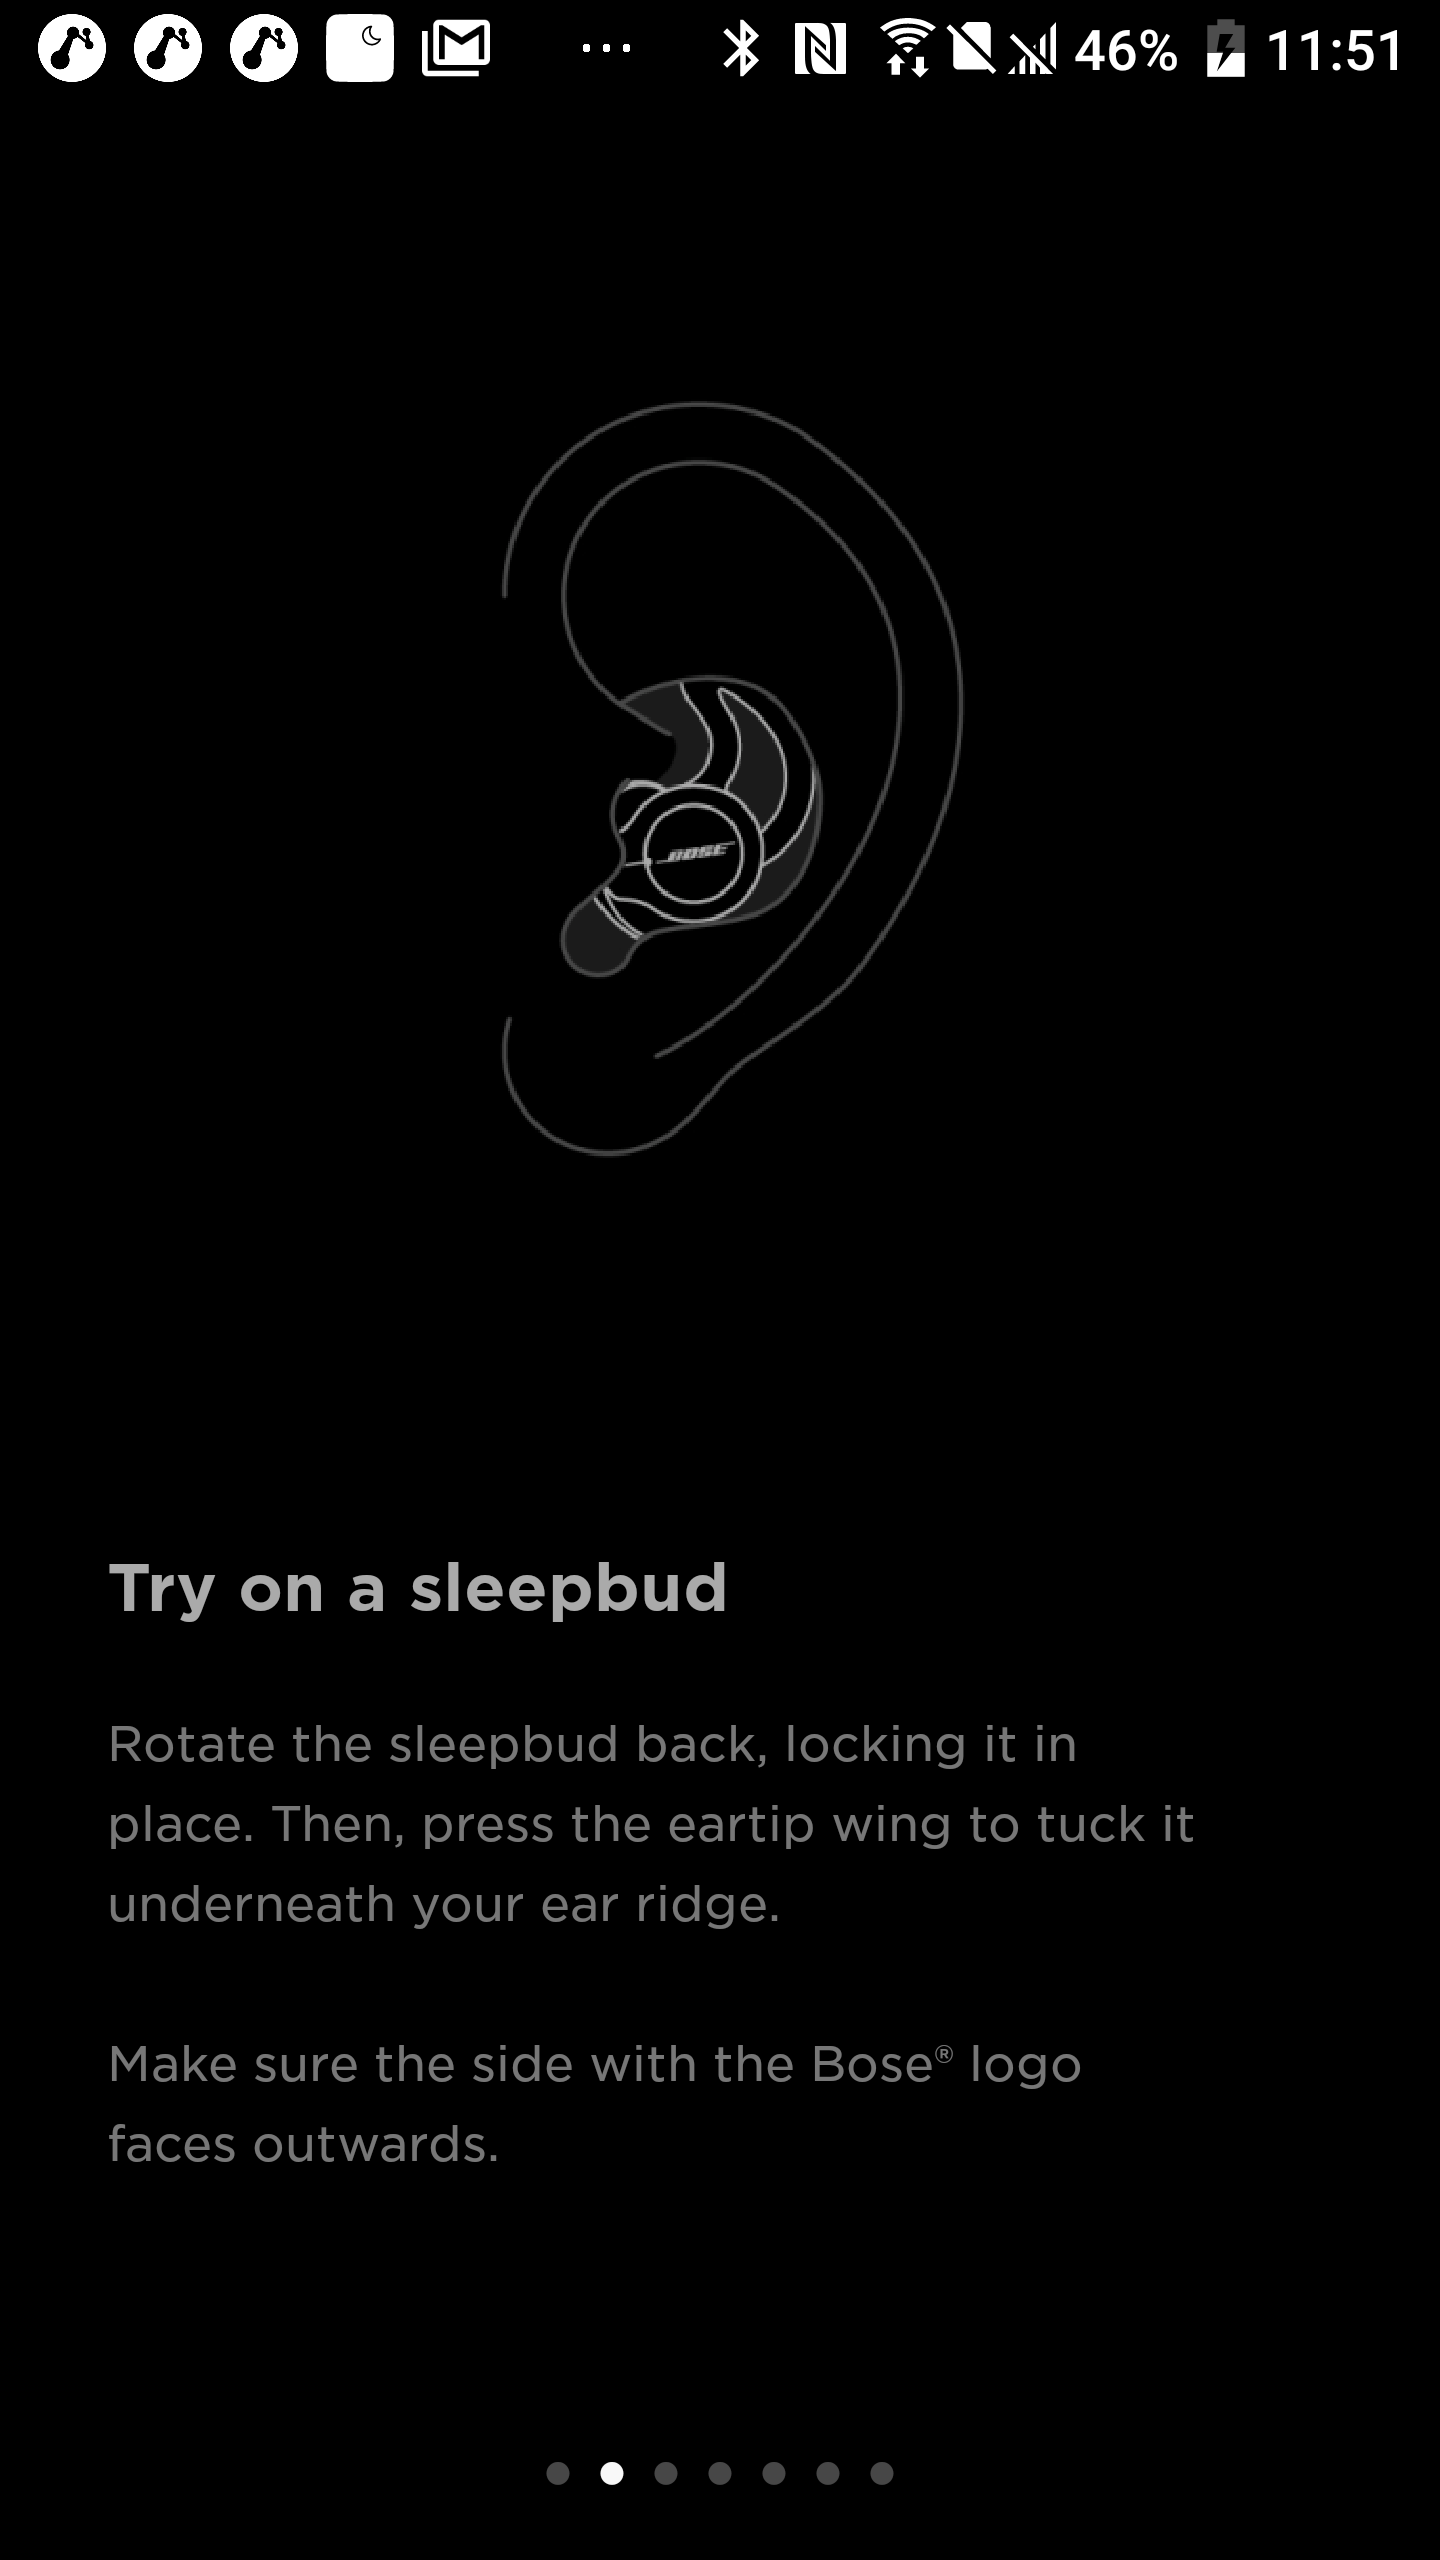 46% 11:51
BOSE
Try on a sleepbud
Rotate the sleepbud back, locking it in
place. Then, press the eartip wing to tuck it
underneath your ear ridge.
Make sure the side with the Bose® logo
faces outwards.